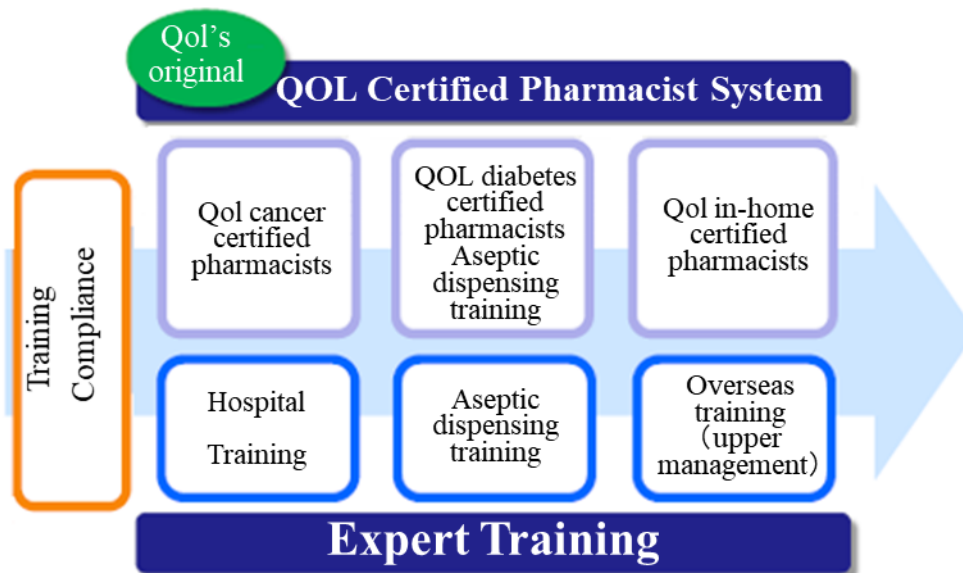 Qol's
original
QOL Certified Pharmacist System
Training
Compliance
Qol cancer
certified
pharmacists
QOL diabetes
certified
pharmacists
Aseptic
dispensing
training
Qol in-home
certified
pharmacists
Hospital
Training
Aseptic
dispensing
training
Overseas
training
(upper
management)
Expert Training